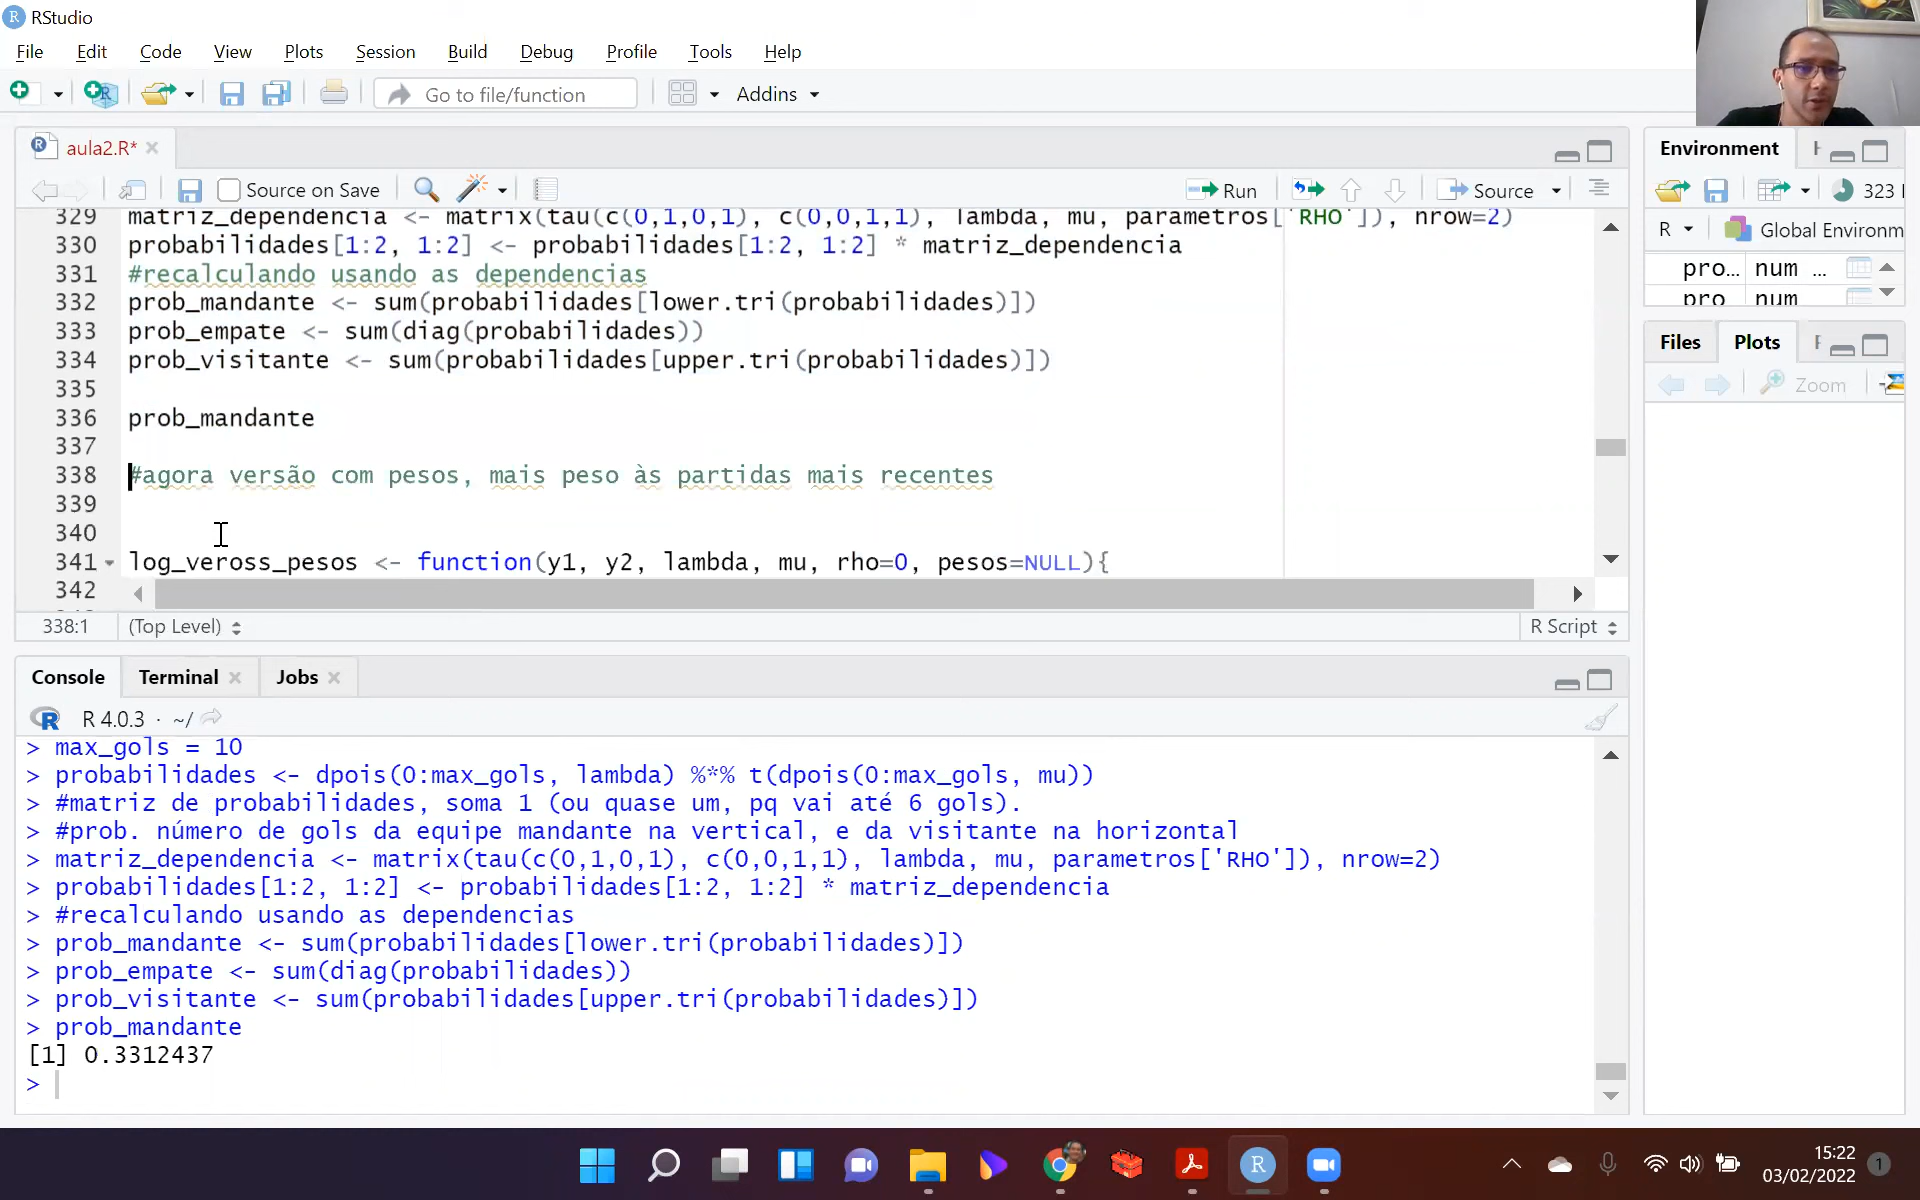 RStudio
File Edit Code View Plots Session Build Debug Profile Tools Help
Go to file/function
Addins
aula2.R*
Source on Save
Run
Source
329 matriz_dependencia <- matrix(tau(c(0,1,0,1), c(0,0,1,1), lambda, mu, parametros['RHO']), nrow=2)
330 probabilidades[1:2, 1:2] <- probabilidades[1:2, 1:2] * matriz_dependencia
331 #recalculando usando as dependencias
332 prob_mandante <- sum(probabilidades[lower.tri(probabilidades)])
333 prob_empate <- sum(diag(probabilidades))
334 prob_visitante <- sum(probabilidades[upper.tri(probabilidades)])
335
336 prob_mandante
337
338 #agora versão com pesos, mais peso às partidas mais recentes
339
340
341 log_veross_pesos <- function(y1, y2, lambda, mu, rho=0, pesos=NULL){
342
338:1 (Top Level) R Script
Console Terminal Jobs
R 4.0.3 · ~/
> max_gols = 10
> probabilidades <- dpois(0:max_gols, lambda) %*% t(dpois(0:max_gols, mu))
> #matriz de probabilidades, soma 1 (ou quase um, pq vai até 6 gols).
> #prob. número de gols da equipe mandante na vertical, e da visitante na horizontal
> matriz_dependencia <- matrix(tau(c(0,1,0,1), c(0,0,1,1), lambda, mu, parametros['RHO']), nrow=2)
> probabilidades[1:2, 1:2] <- probabilidades[1:2, 1:2] * matriz_dependencia
> #recalculando usando as dependencias
> prob_mandante <- sum(probabilidades[lower.tri(probabilidades)])
> prob_empate <- sum(diag(probabilidades))
> prob_visitante <- sum(probabilidades[upper.tri(probabilidades)])
> prob_mandante
[1] 0.3312437
>
Environment
323
R Global Environm
pro... num ...
pro num
Files Plots
Zoom
15:22
03/02/2022
1